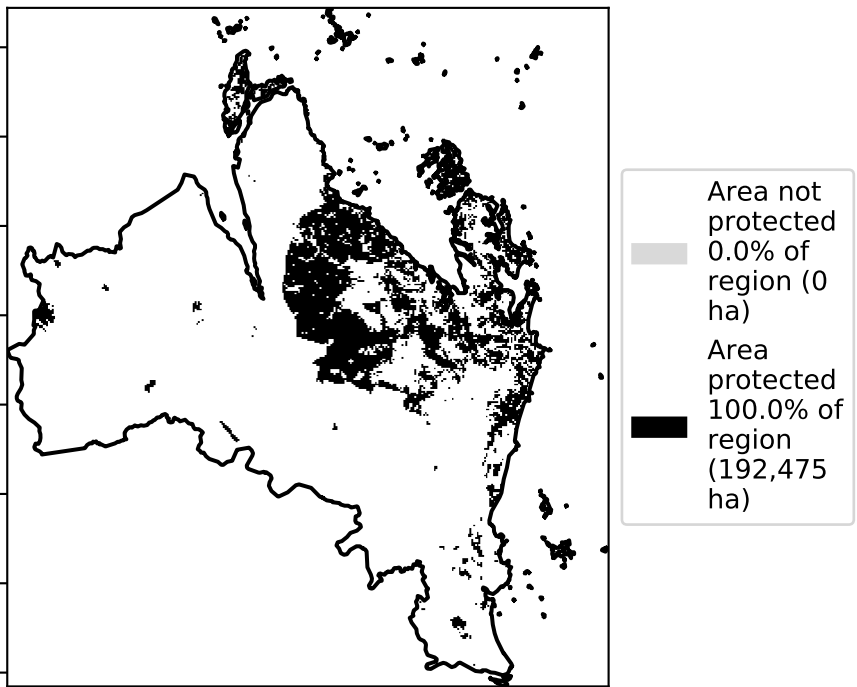 Area not
protected
0.0% of
region (0
ha)
Area
protected
100.0% of
region
(192,475
ha)